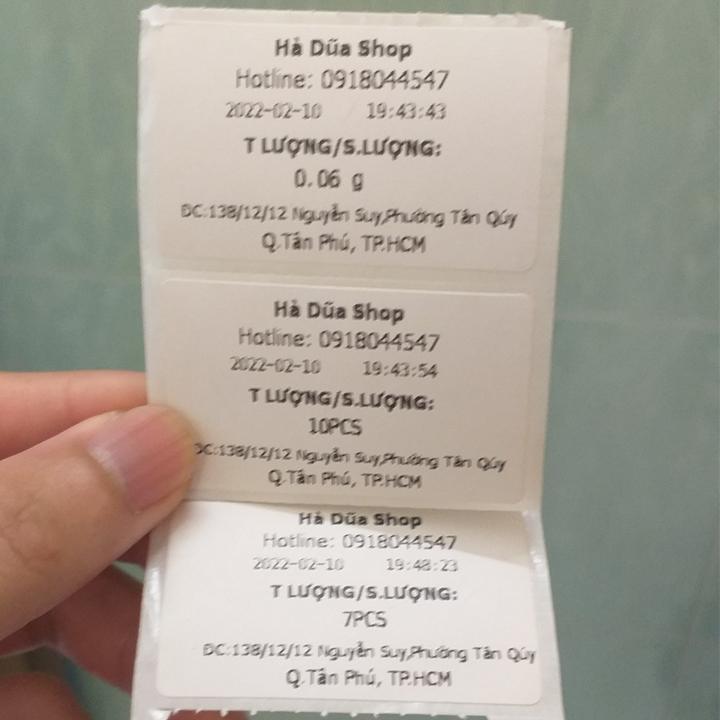 Hà Dũa Shop
Hotline: 0918044547
2022-02-10 19:43:43
T LƯỢNG/S.LƯỢNG:
0.06 g
ĐC:138/12/12 Nguyễn Suy,Phường Tân Qúy
Q.Tân Phú, TP.HCM
Hà Dũa Shop
Hotline: 0918044547
2022-02-10 19:43:54
T LƯỢNG/S.LƯỢNG:
10PCS
ĐC:138/12/12 Nguyễn Suy,Phường Tân Qúy
Q.Tân Phú, TP.HCM
Hà Dũa Shop
Hotline: 0918044547
2022-02-10 19:48:23
T LƯỢNG/S.LƯỢNG:
7PCS
ĐC:138/12/12 Nguyễn Suy,Phường Tân Qúy
Q.Tân Phú, TP.HCM